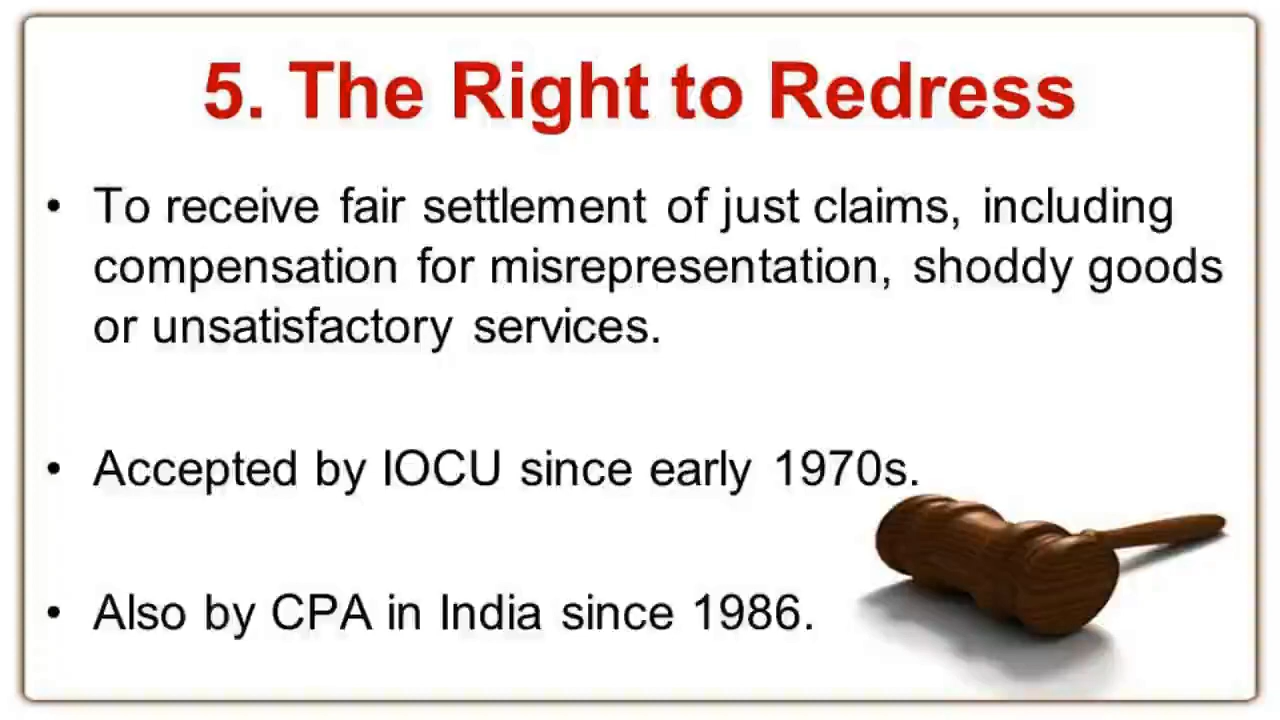 5. The Right to Redress
• To receive fair settlement of just claims, including
compensation for misrepresentation, shoddy goods
or unsatisfactory services.
• Accepted by IOCU since early 1970s.
• Also by CPA in India since 1986.